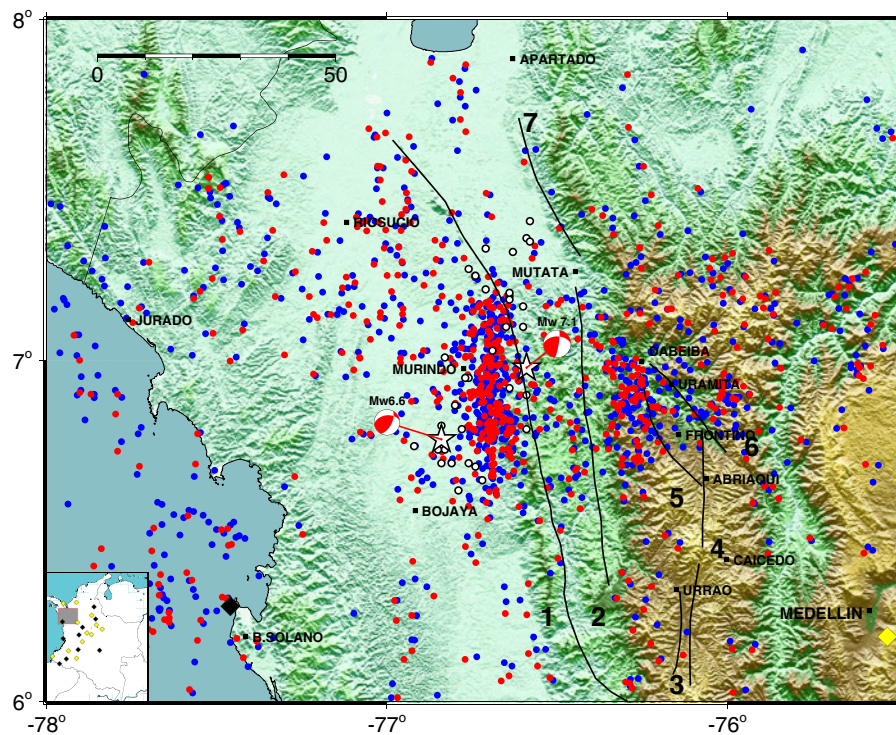 8°
APARTADO
0
50
7
RIOSUCIO
MUTATA
JURADO
Mw 7.1
DABEIBA
7°
MURINDO
URAMITA
Mw6.6
FRONTINO
6
ABRIAQUI
5
BOJAYA
4
CAICEDO
URRAO
1
2
MEDELLIN
B.SOLANO
3
6°
-78°
-77°
-76°